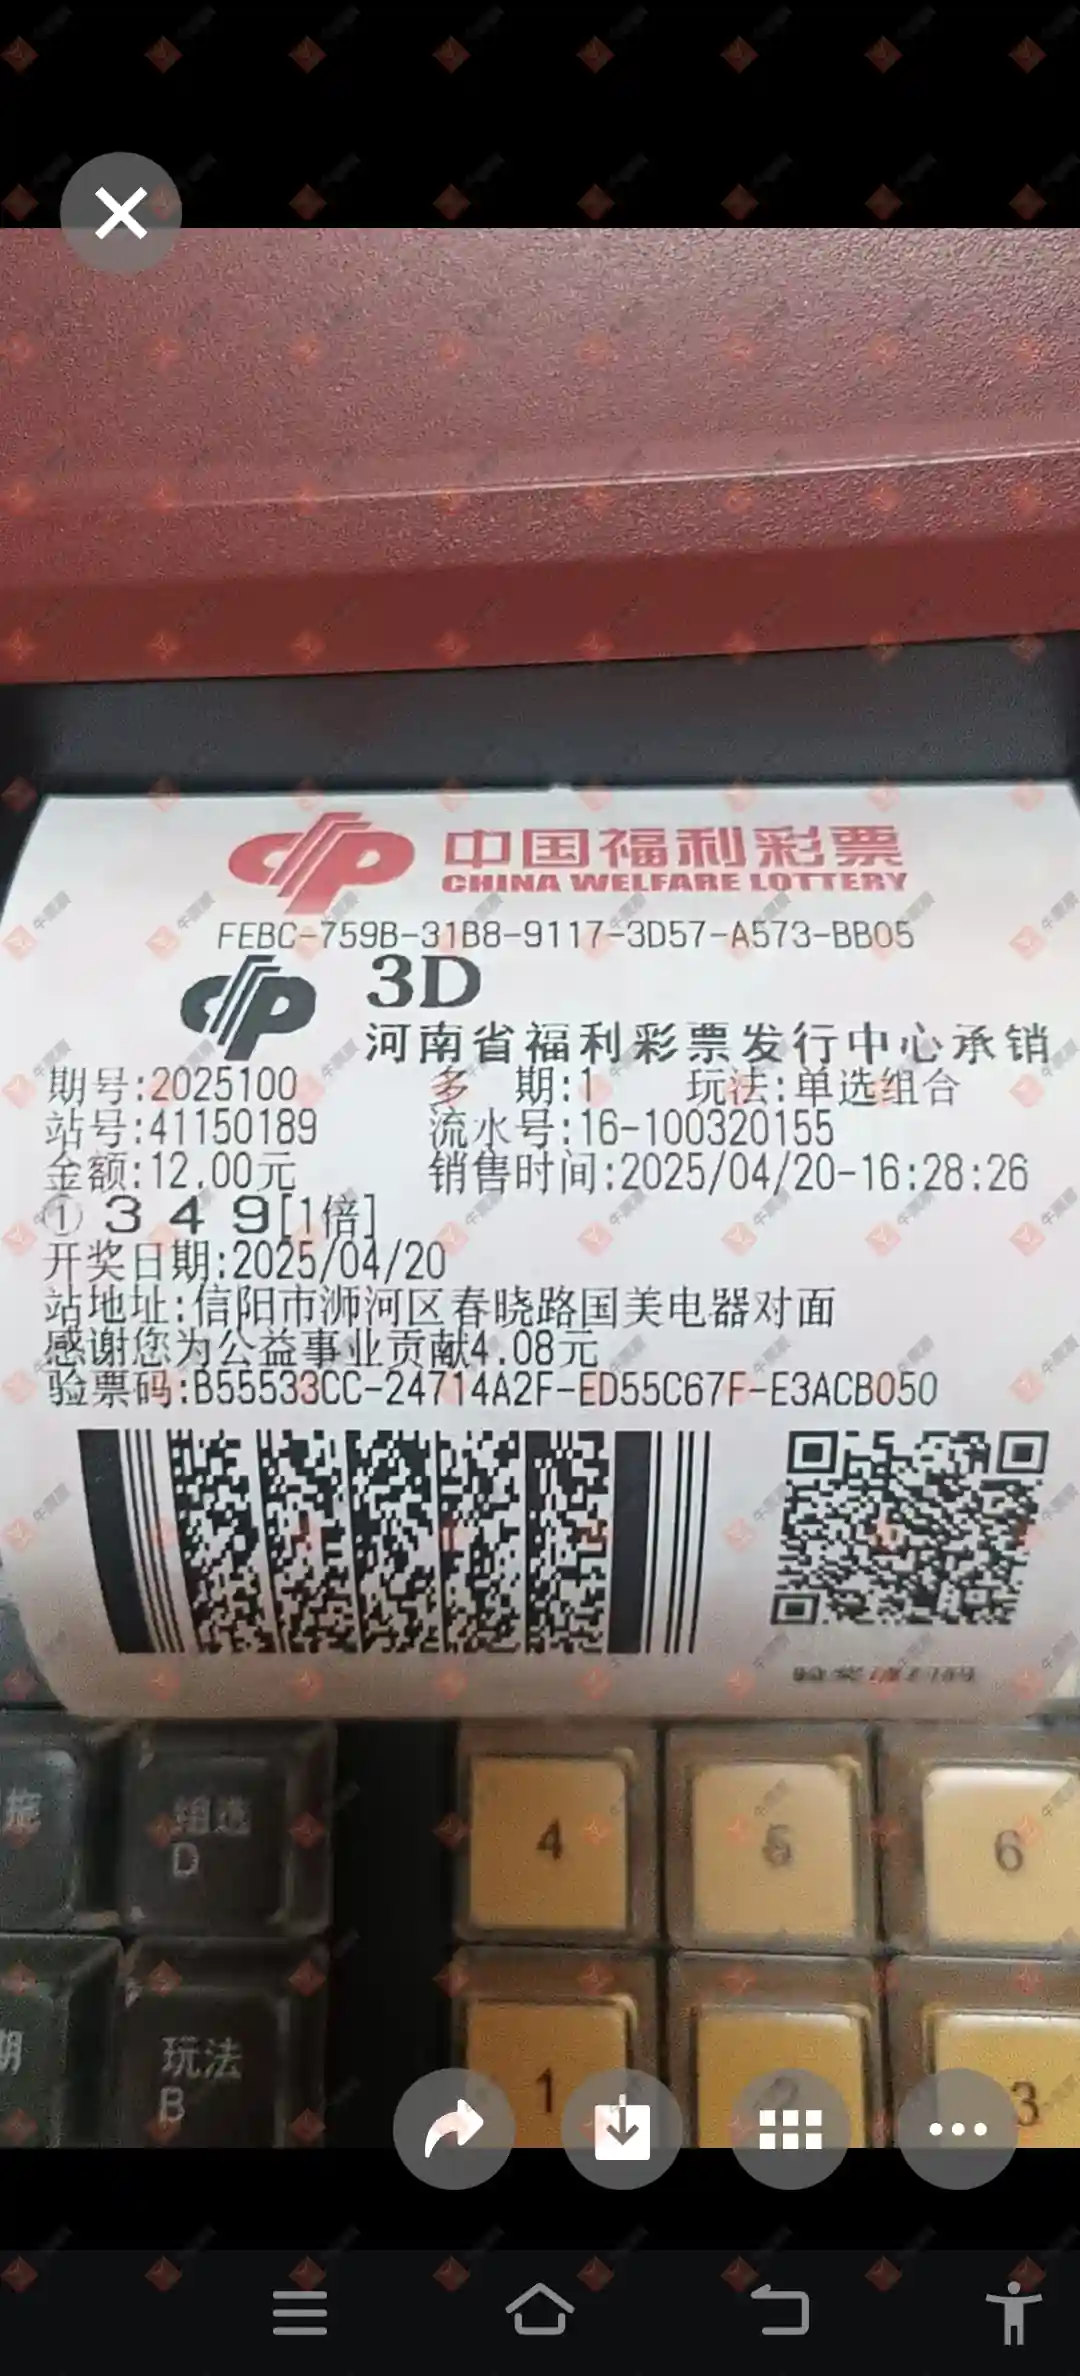 中国福利彩票
CHINA WELFARE LOTTERY
FEBC-759B-31B8-9117-3D57-A573-BB05
3D
河南省福利彩票发行中心承销
期号:2025100 多 期:1 玩法:单选组合
站号:41150189 流水号:16-100320155
金额:12.00元 销售时间:2025/04/20-16:28:26
① 3 4 9[1倍]
开奖日期:2025/04/20
站地址:信阳市浉河区春晓路国美电器对面
感谢您为公益事业贡献4.08元
验票码:B55533CC-24714A2F-ED55C67F-E3ACB050
组选
D
4
5
6
期
玩法
B
1
2
3